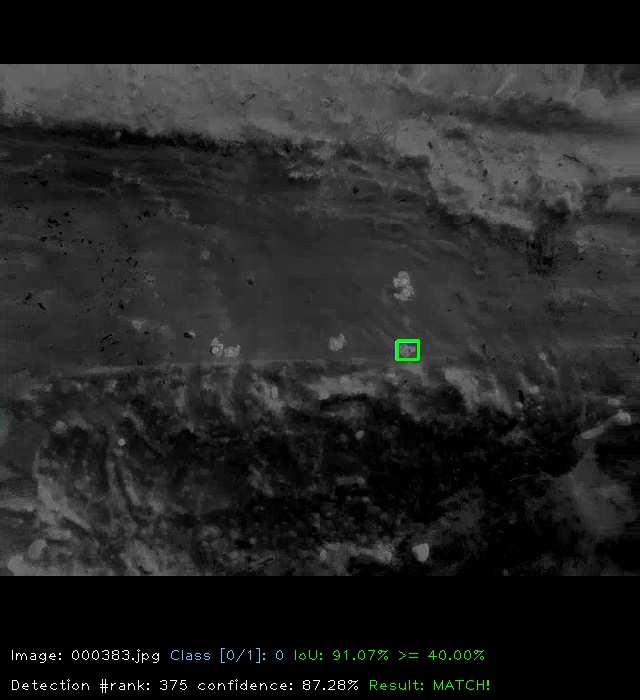 Image: 000383.jpg Class [0/1]: 0 IoU: 91.07% >= 40.00%
Detection #rank: 375 confidence: 87.28% Result: MATCH!